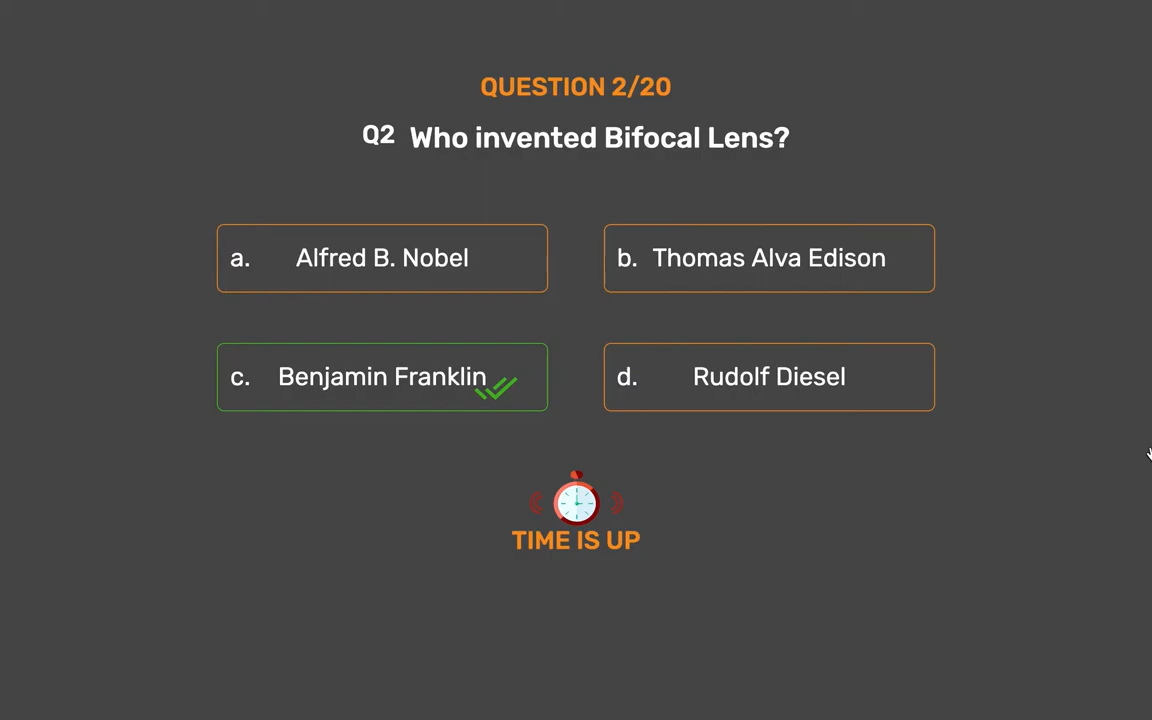 QUESTION 2/20
Q2 Who invented Bifocal Lens?
a. Alfred B. Nobel
b. Thomas Alva Edison
c. Benjamin Franklin
d. Rudolf Diesel
TIME IS UP